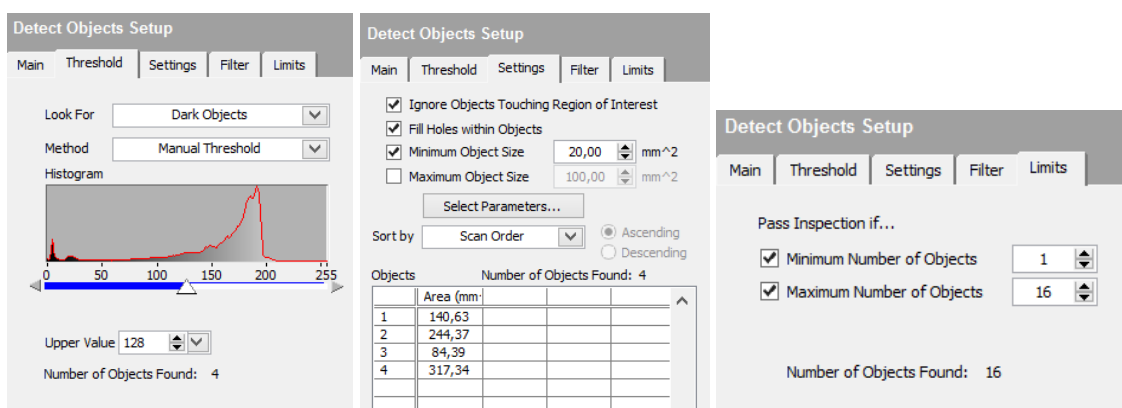 Detect Objects Setup
Main Threshold Settings Filter Limits
Look For Dark Objects
Method Manual Threshold
Histogram
0 50 100 150 200 255
Upper Value 128
Number of Objects Found: 4
Detect Objects Setup
Main Threshold Settings Filter Limits
Ignore Objects Touching Region of Interest
Fill Holes within Objects
Minimum Object Size 20,00 mm^2
Maximum Object Size 100,00 mm^2
Select Parameters...
Sort by Scan Order Ascending
Descending
Objects Number of Objects Found: 4
Area (mm
1 140,63
2 244,37
3 84,39
4 317,34
Detect Objects Setup
Main Threshold Settings Filter Limits
Pass Inspection if...
Minimum Number of Objects 1
Maximum Number of Objects 16
Number of Objects Found: 16